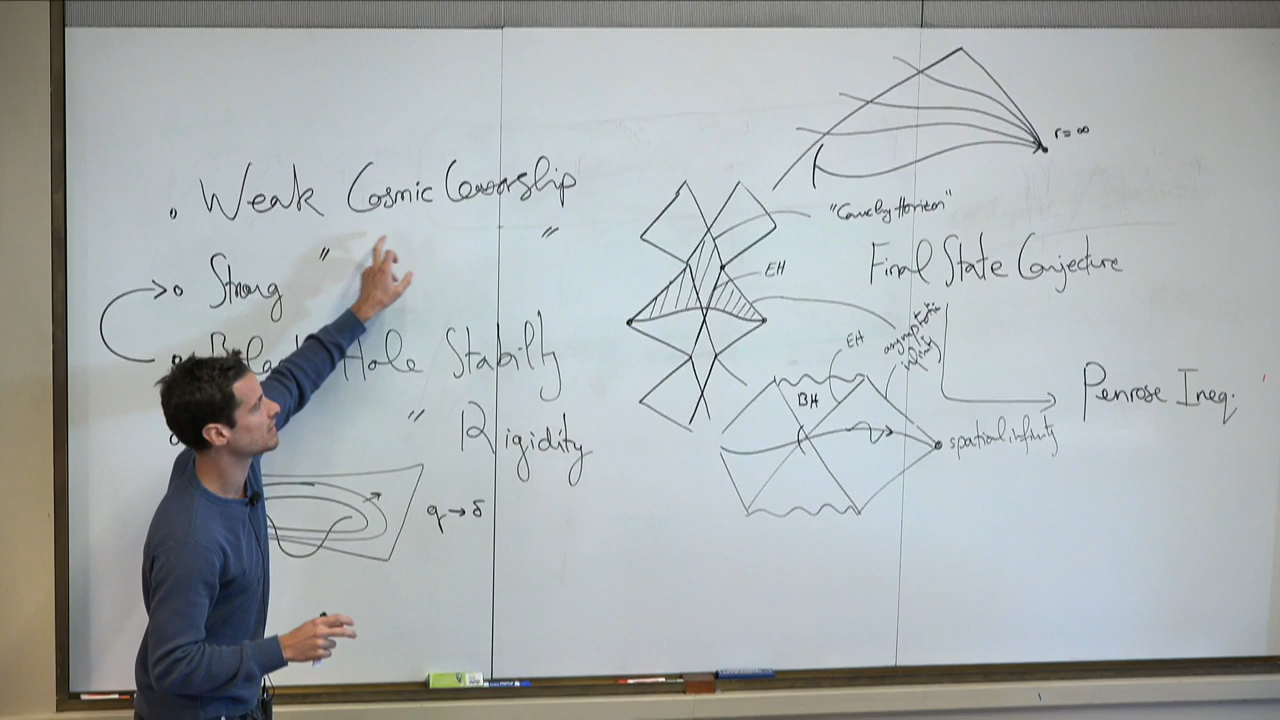 Weak Cosmic Censorship
Strong " "
Black Hole Stability
" Rigidity
q → δ
r = ∞
"Cauchy Horizon"
EH
Final State Conjecture
asymptotic infinity
EH
BH
spatial infinity
Penrose Ineq.